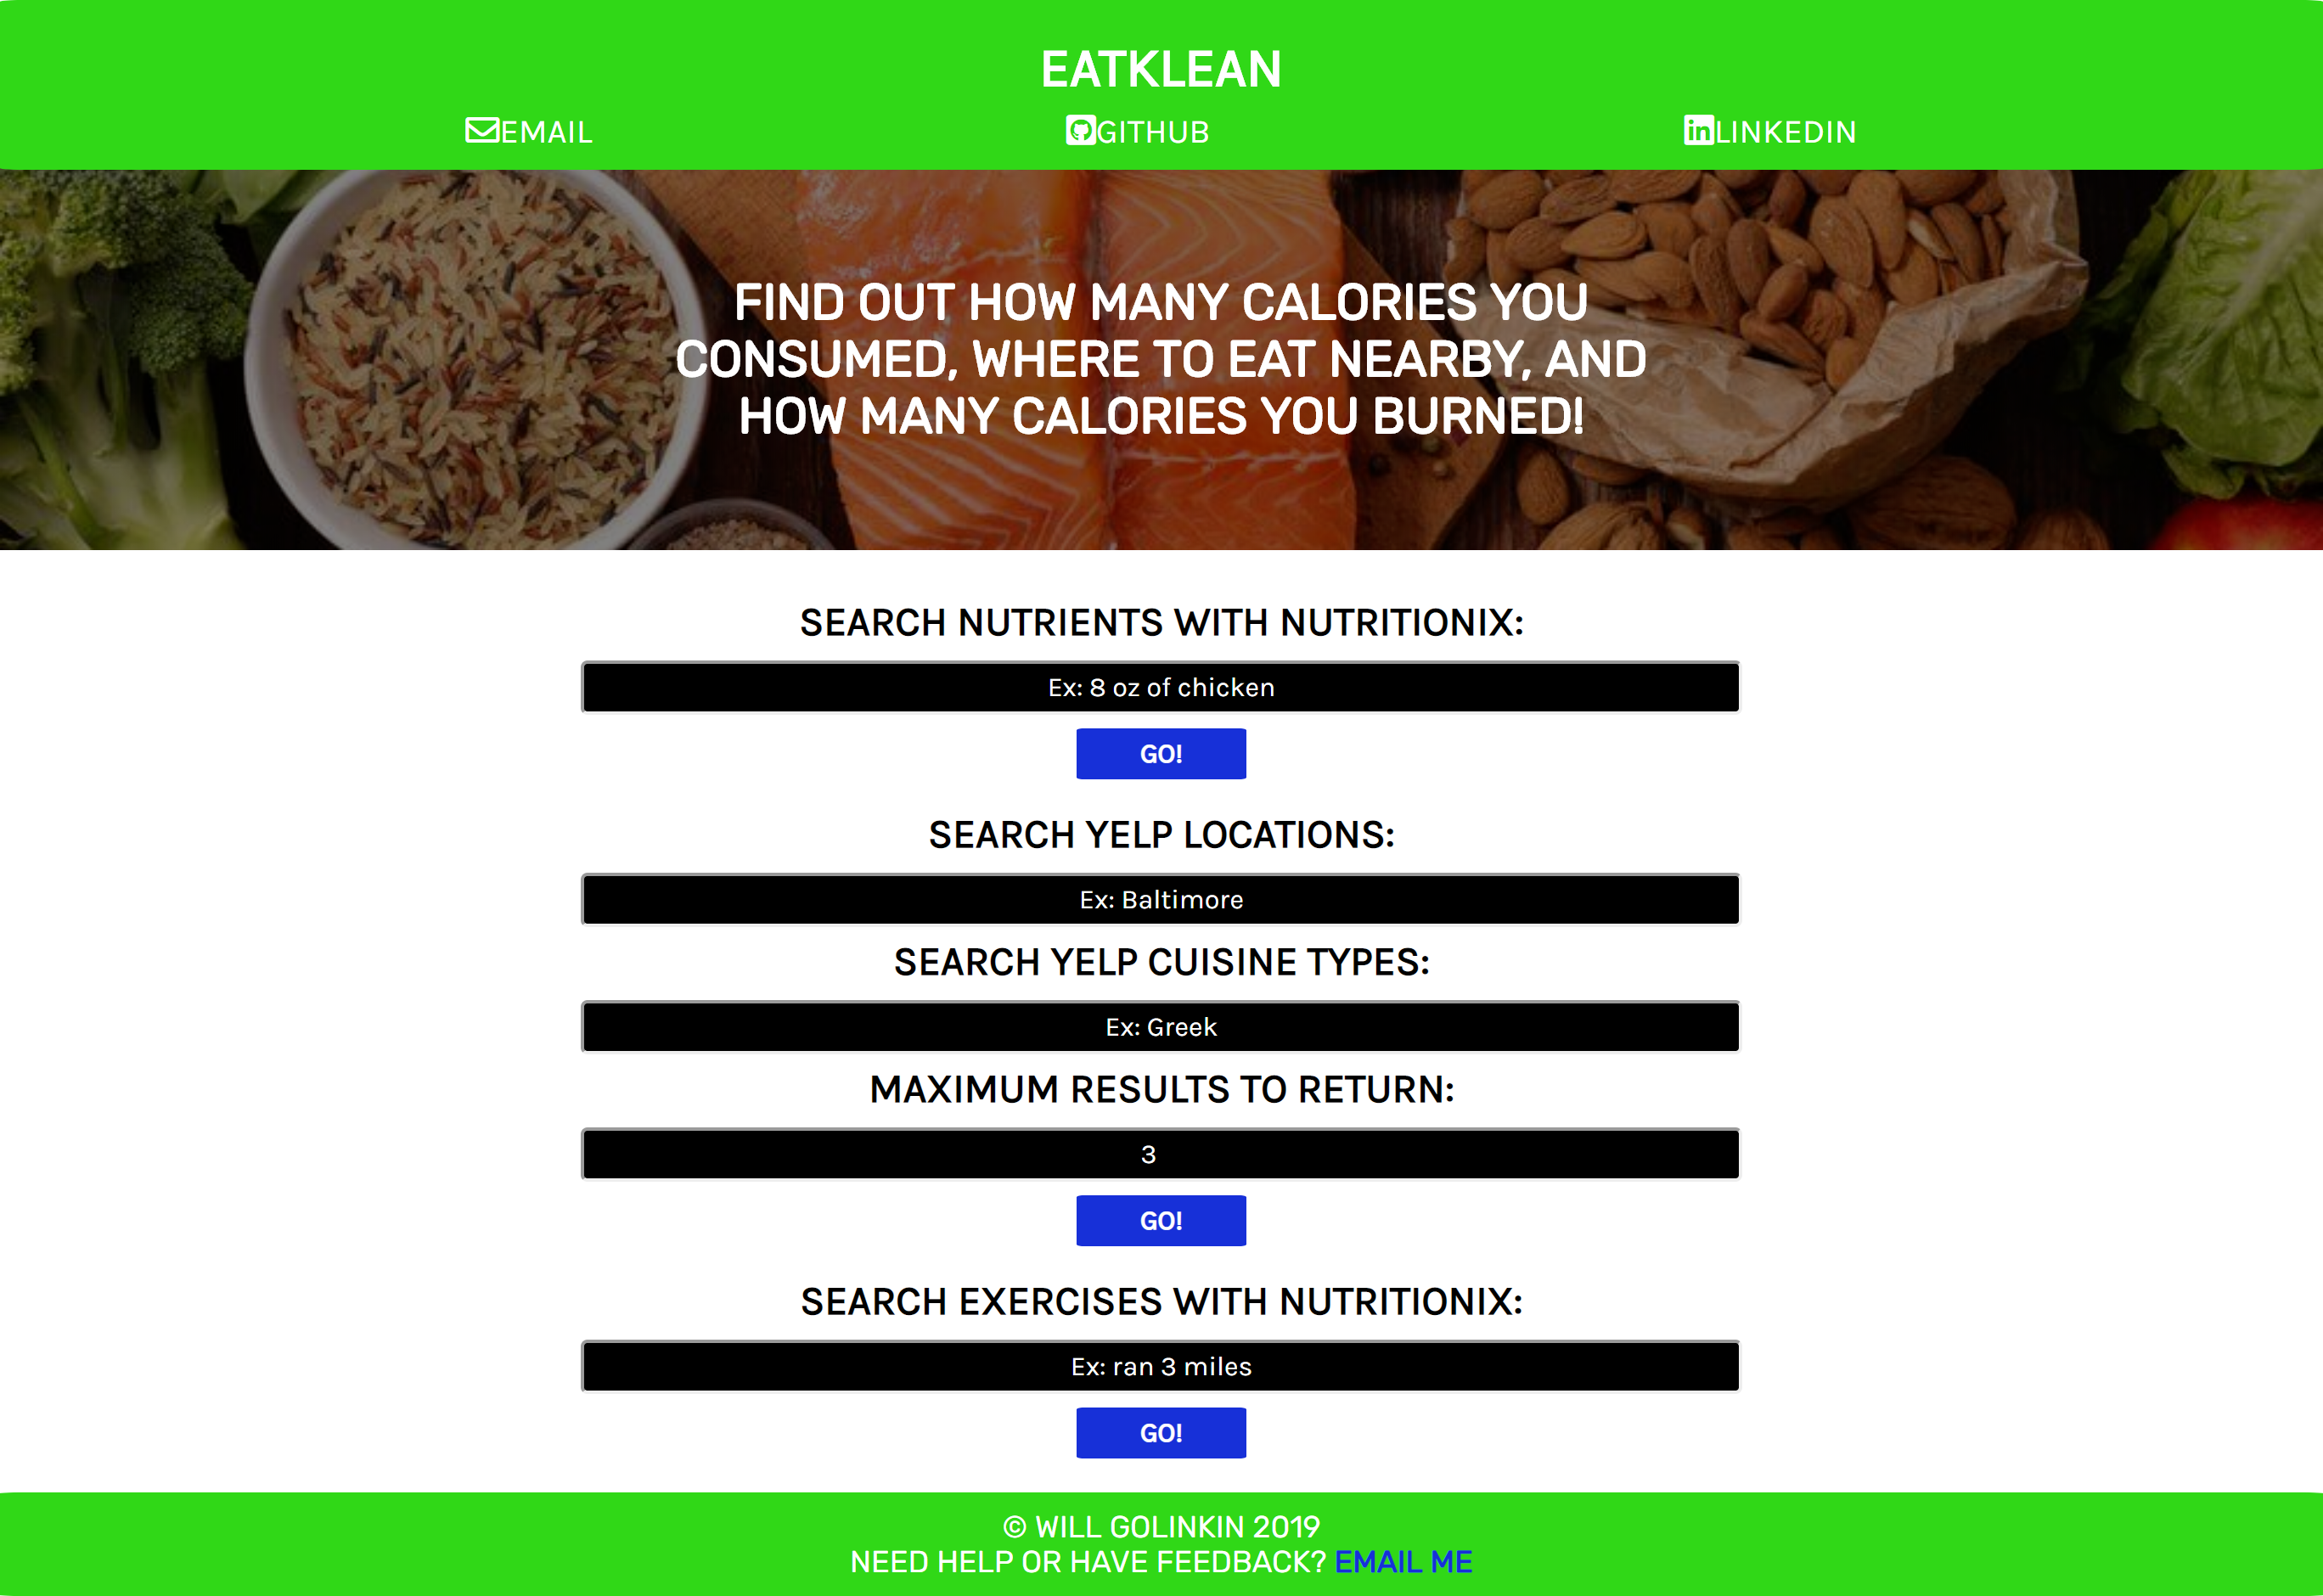 EATKLEAN
EMAIL GITHUB LINKEDIN
FIND OUT HOW MANY CALORIES YOU
CONSUMED, WHERE TO EAT NEARBY, AND
HOW MANY CALORIES YOU BURNED!
SEARCH NUTRIENTS WITH NUTRITIONIX:
Ex: 8 oz of chicken
GO!
SEARCH YELP LOCATIONS:
Ex: Baltimore
SEARCH YELP CUISINE TYPES:
Ex: Greek
MAXIMUM RESULTS TO RETURN:
3
GO!
SEARCH EXERCISES WITH NUTRITIONIX:
Ex: ran 3 miles
GO!
© WILL GOLINKIN 2019
NEED HELP OR HAVE FEEDBACK? EMAIL ME